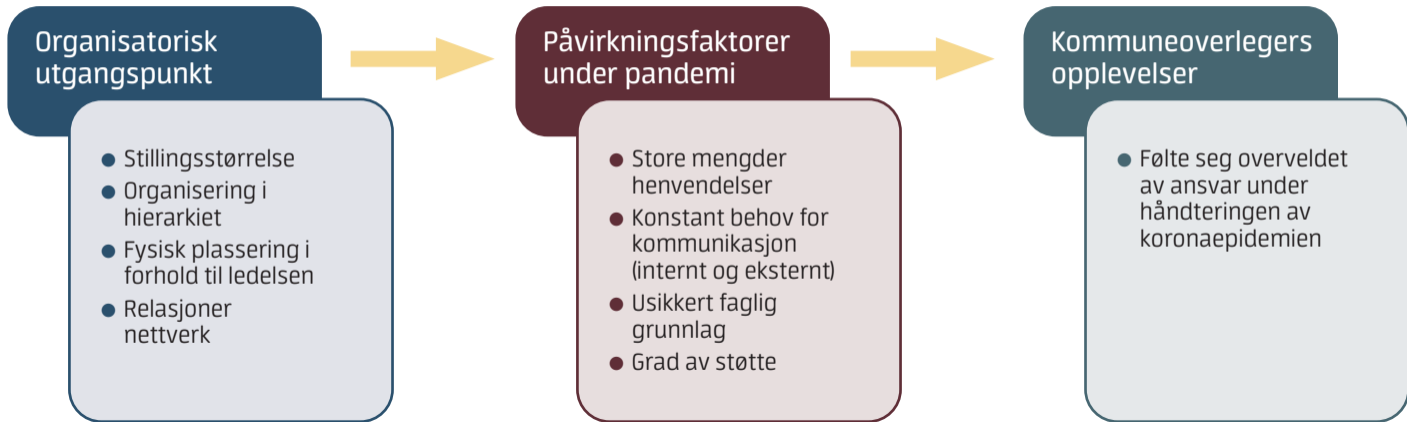 Organisatorisk
utgangspunkt
Stillingsstørrelse
Organisering i
hierarkiet
Fysisk plassering i
forhold til ledelsen
Relasjoner
nettverk
Påvirkningsfaktorer
under pandemi
Store mengder
henvendelser
Konstant behov for
kommunikasjon
(internt og eksternt)
Usikkert faglig
grunnlag
Grad av støtte
Kommuneoverlegers
opplevelser
Følte seg overveldet
av ansvar under
håndteringen av
koronaepidemien